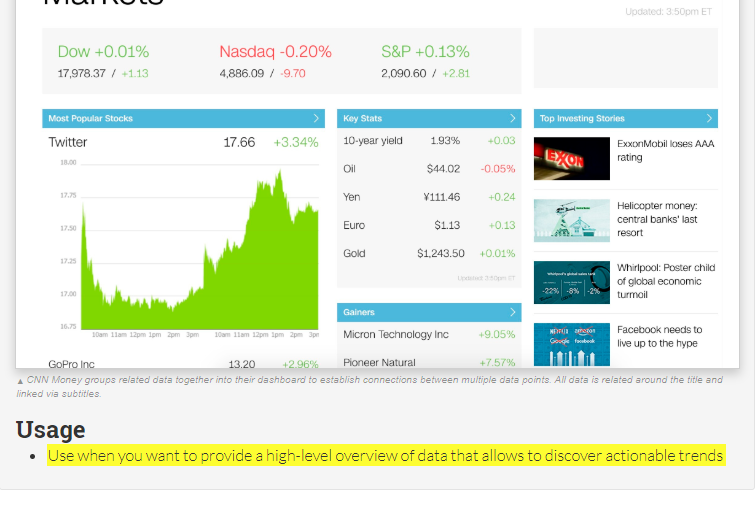 Markets
Updated: 3:50pm ET
Dow +0.01%
17,978.37 / +1.13
Nasdaq -0.20%
4,886.09 / -9.70
S&P +0.13%
2,090.60 / +2.81
Most Popular Stocks
Twitter 17.66 +3.34%
18.00
17.75
17.50
17.25
17.00
16.75
10am 11am 12pm 1pm 2pm 3pm 10am 11am 12pm 1pm 2pm 3pm
GoPro Inc 13.20 +2.96%
Key Stats
10-year yield 1.93% +0.03
Oil $44.02 -0.05%
Yen ¥111.46 +0.24
Euro $1.13 +0.13
Gold $1,243.50 +0.01%
Updated 3:50pm ET
Gainers
Micron Technology Inc +9.05%
Pioneer Natural +7.57%
Top Investing Stories
EXXON
ExxonMobil loses AAA
rating
Helicopter money:
central banks' last
resort
Whirlpool's global sales
-22% -8% -2%
Whirlpool: Poster child
of global economic
turmoil
NETFLIX amazon
Google facebook
Facebook needs to
live up to the hype
▲ CNN Money groups related data together into their dashboard to establish connections between multiple data points. All data is related around the title and
linked via subtitles.
Usage
• Use when you want to provide a high-level overview of data that allows to discover actionable trends